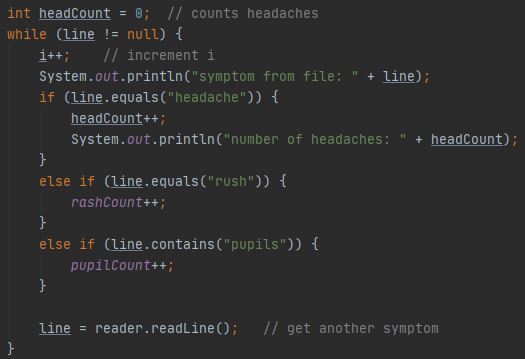 int headCount = 0;  // counts headaches
while (line != null) {
    i++;    // increment i
    System.out.println("symptom from file: " + line);
    if (line.equals("headache")) {
        headCount++;
        System.out.println("number of headaches: " + headCount);
    }
    else if (line.equals("rush")) {
        rashCount++;
    }
    else if (line.contains("pupils")) {
        pupilCount++;
    }

    line = reader.readLine();   // get another symptom
}